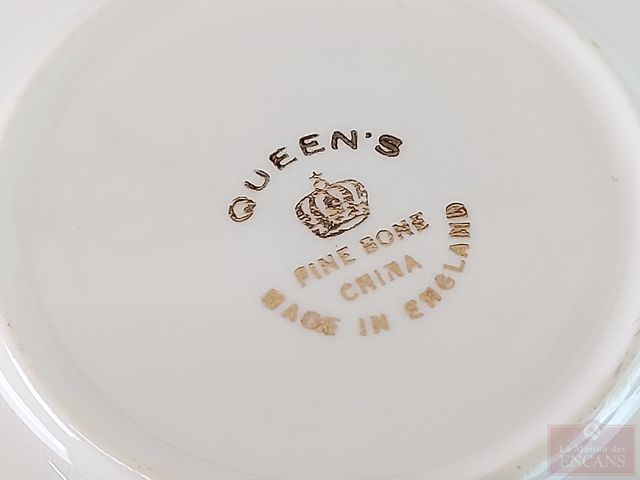 QUEEN'S
FINE BONE
CHINA
MADE IN ENGLAND
La Maison des
ENCANS